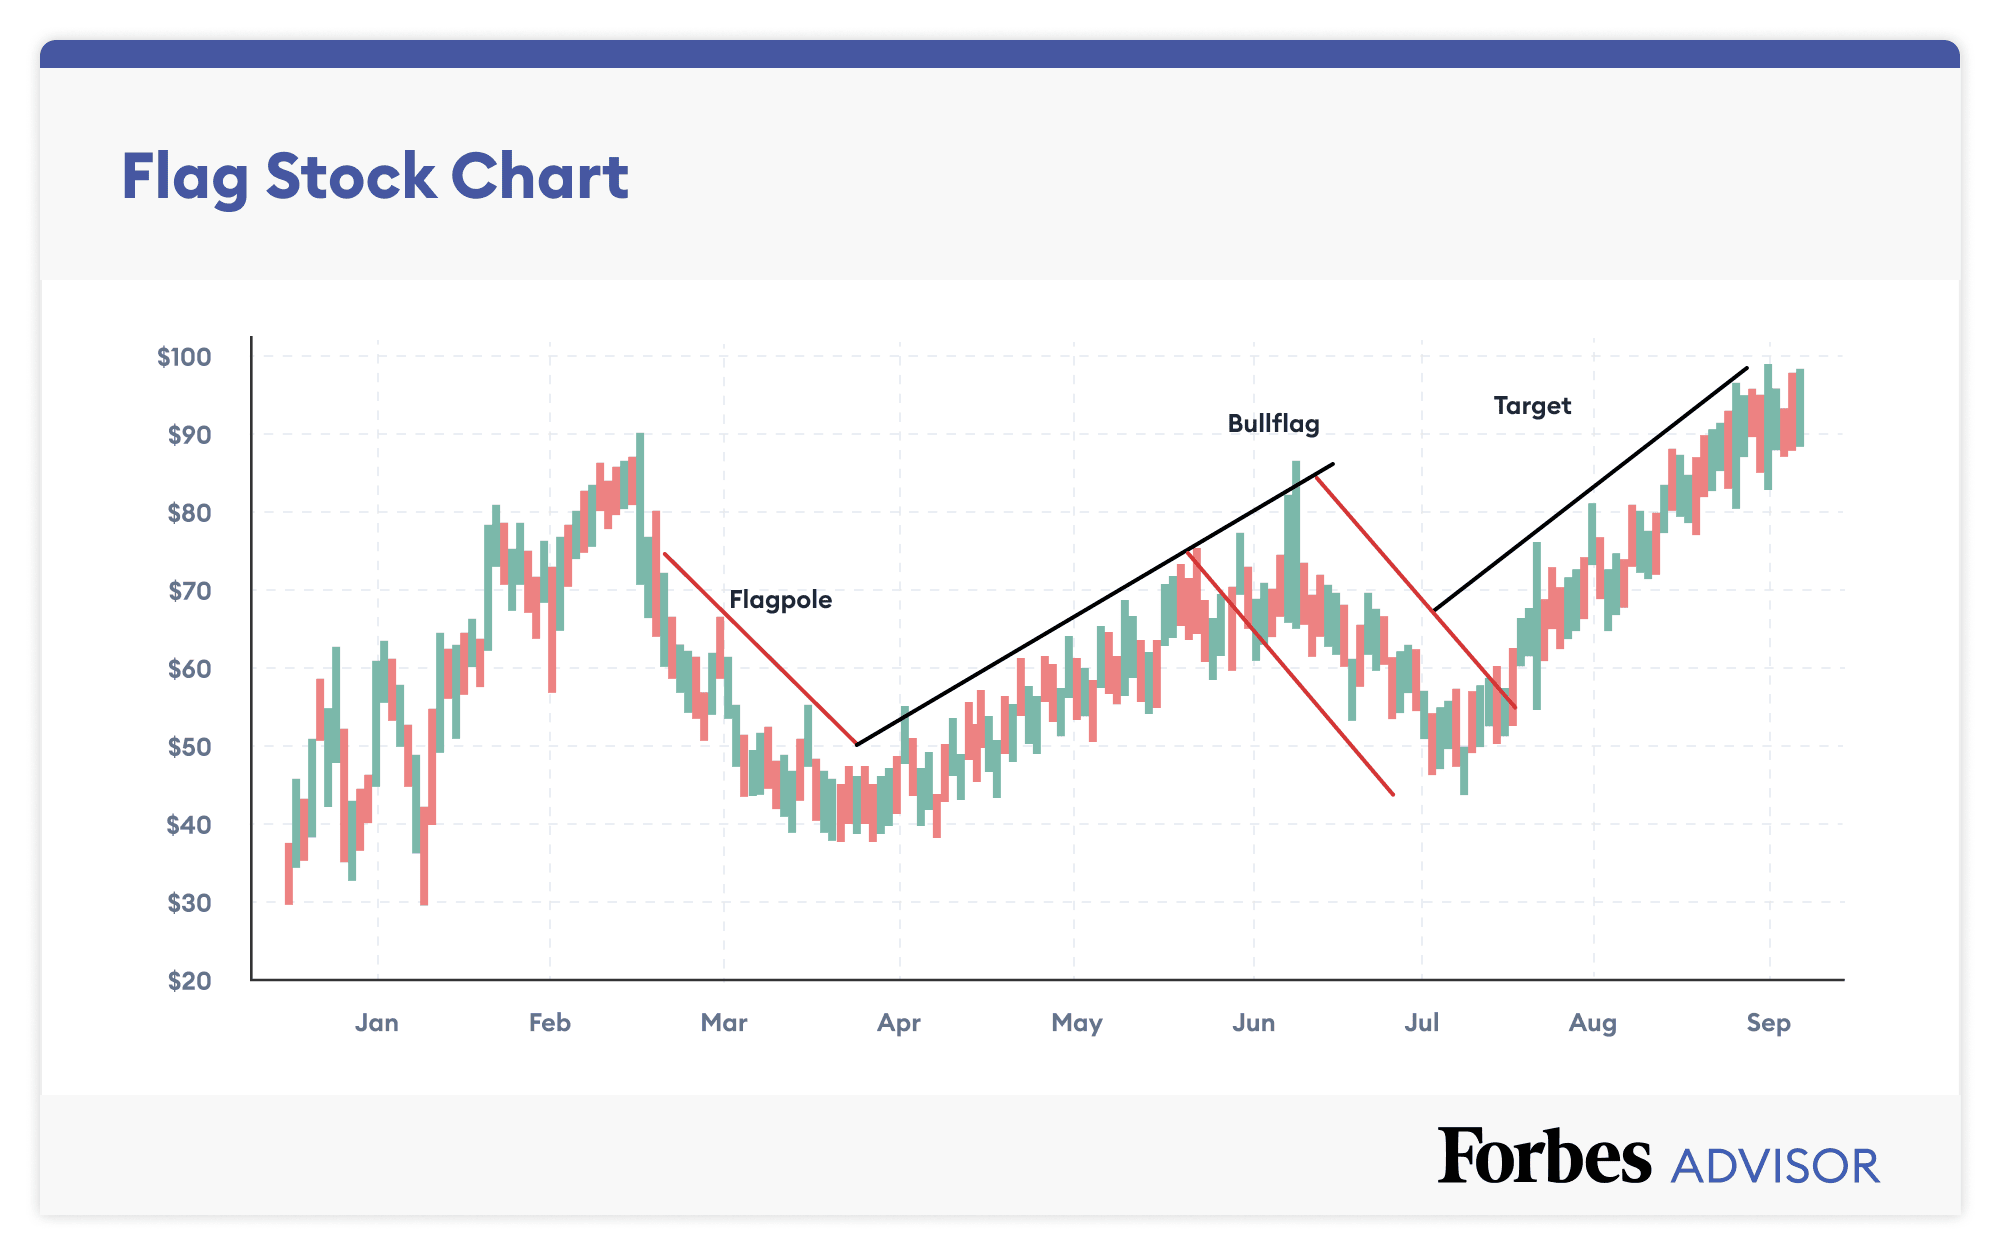 Flag Stock Chart
$100
$90
$80
$70
$60
$50
$40
$30
$20
Flagpole
Bullflag
Target
Jan Feb Mar Apr May Jun Jul Aug Sep
Forbes ADVISOR